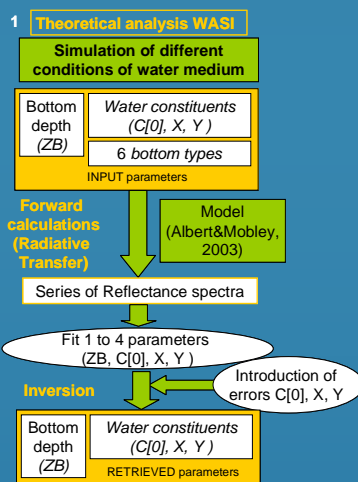 1 Theoretical analysis WASI
Simulation of different
conditions of water medium
Bottom
depth
(ZB)
Water constituents
(C[0], X, Y )
6 bottom types
INPUT parameters
Forward
calculations
(Radiative
Transfer)
Model
(Albert&Mobley,
2003)
Series of Reflectance spectra
Fit 1 to 4 parameters
(ZB, C[0], X, Y )
Introduction of
errors C[0], X, Y
Inversion
Bottom
depth
(ZB)
Water constituents
(C[0], X, Y )
RETRIEVED parameters